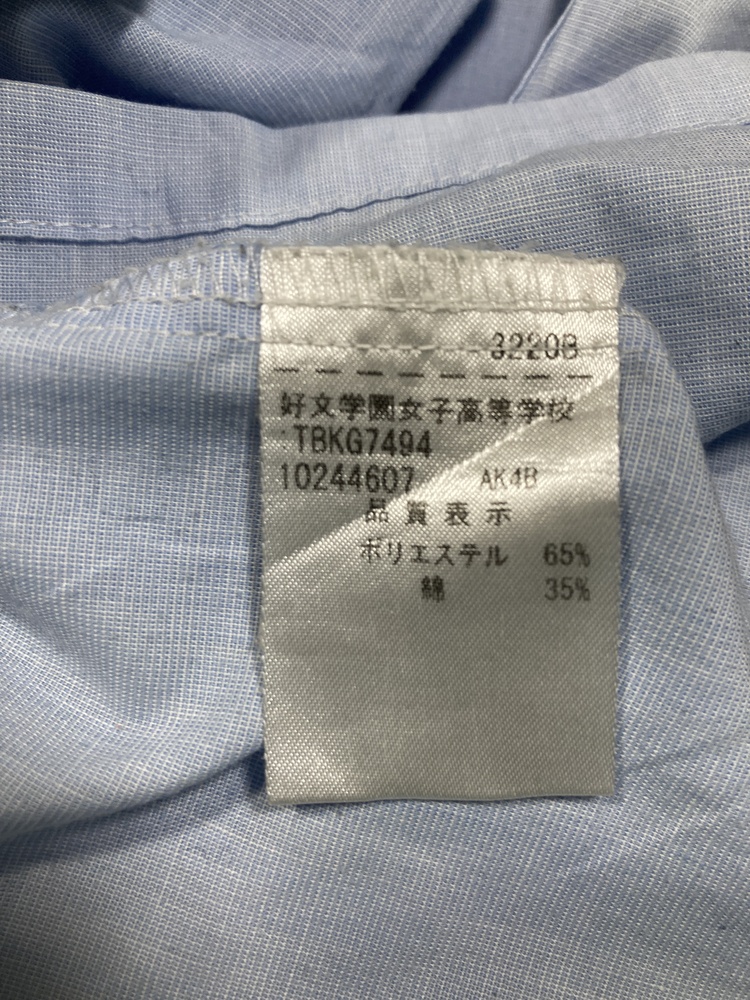 32208
好文学園女子高等学校
TBKG7494
10244607 AK4B
品質表示
ポリエステル 65%
綿 35%